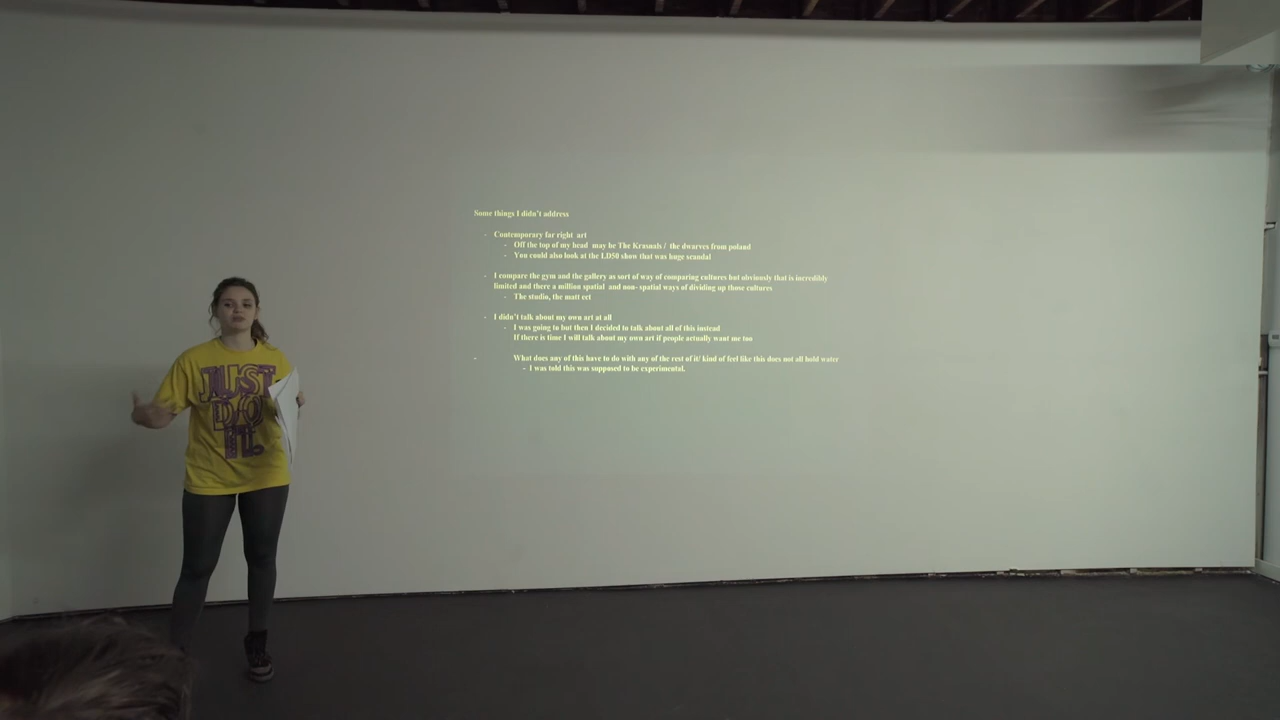 Some things I didn't address
- Contemporary far right art
- Off the top of my head may be The Krasnals / the dwarves from poland
- You could also look at the LD50 show that was huge scandal
- I compare the gym and the gallery as sort of way of comparing cultures but obviously that is incredibly
limited and there a million spatial and non- spatial ways of dividing up those cultures
- The studio, the matt ect
- I didn't talk about my own art at all
- I was going to but then I decided to talk about all of this instead
If there is time I will talk about my own art if people actually want me too
- What does any of this have to do with any of the rest of it/ kind of feel like this does not all hold water
- I was told this was supposed to be experimental.
JUST
DO
IT.